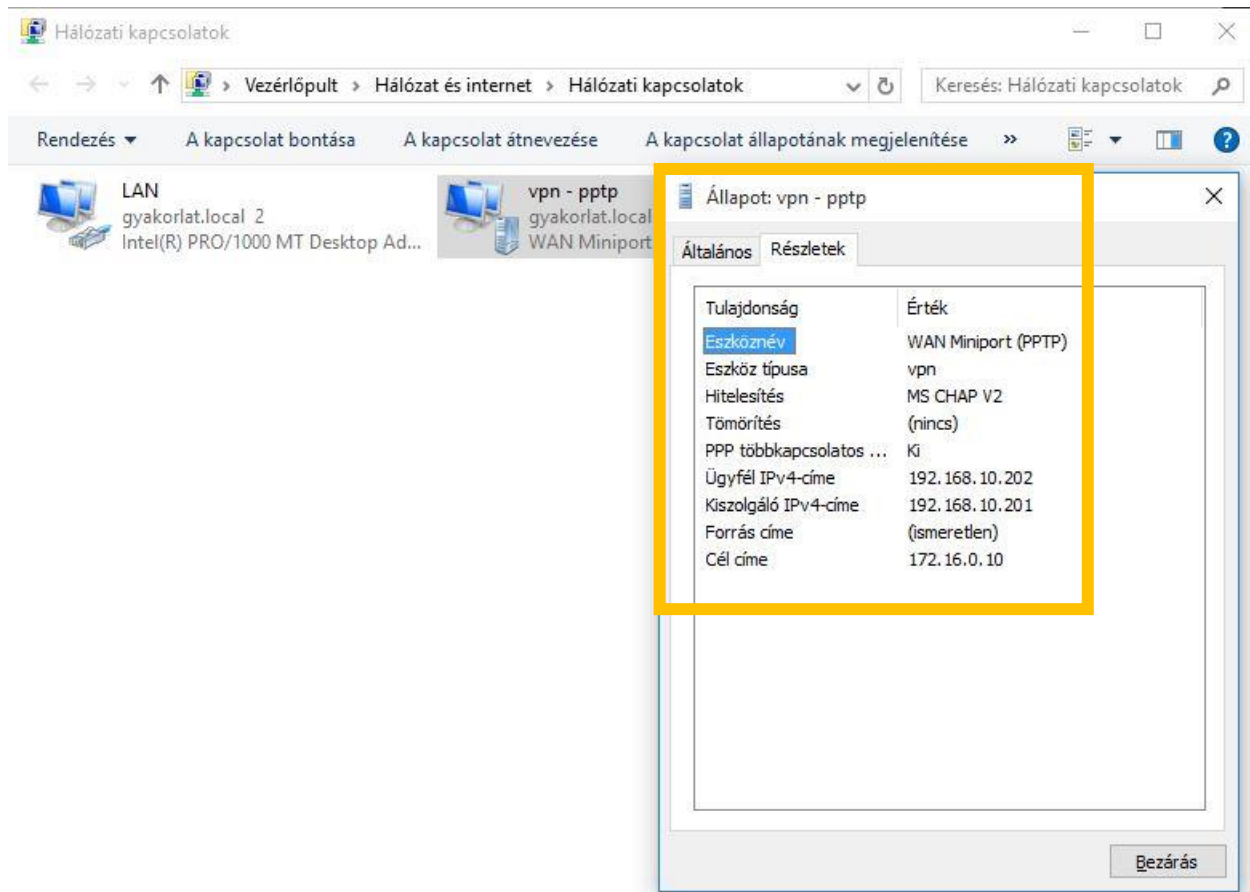 Hálózati kapcsolatok
Vezérlőpult > Hálózat és internet > Hálózati kapcsolatok
Keresés: Hálózati kapcsolatok
Rendezés A kapcsolat bontása A kapcsolat átnevezése A kapcsolat állapotának megjelenítése »
LAN
gyakorlat.local 2
Intel(R) PRO/1000 MT Desktop Ad...
vpn - pptp
gyakorlat.local
WAN Miniport
Állapot: vpn - pptp
Általános Részletek
Tulajdonság Érték
Eszköznév WAN Miniport (PPTP)
Eszköz típusa vpn
Hitelesítés MS CHAP V2
Tömörítés (nincs)
PPP többkapcsolatos ... Ki
Ügyfél IPv4-címe 192.168.10.202
Kiszolgáló IPv4-címe 192.168.10.201
Forrás címe (ismeretlen)
Cél címe 172.16.0.10
Bezárás